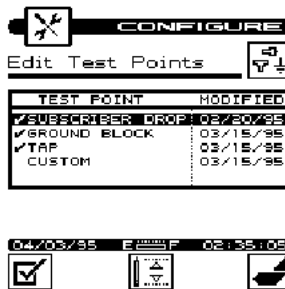 CONFIGURE
Edit Test Points
TEST POINT MODIFIED
✓SUBSCRIBER DROP 02/20/95
✓GROUND BLOCK 03/15/95
✓TAP 03/15/95
CUSTOM 03/15/95
04/03/95 E F 02:35:05